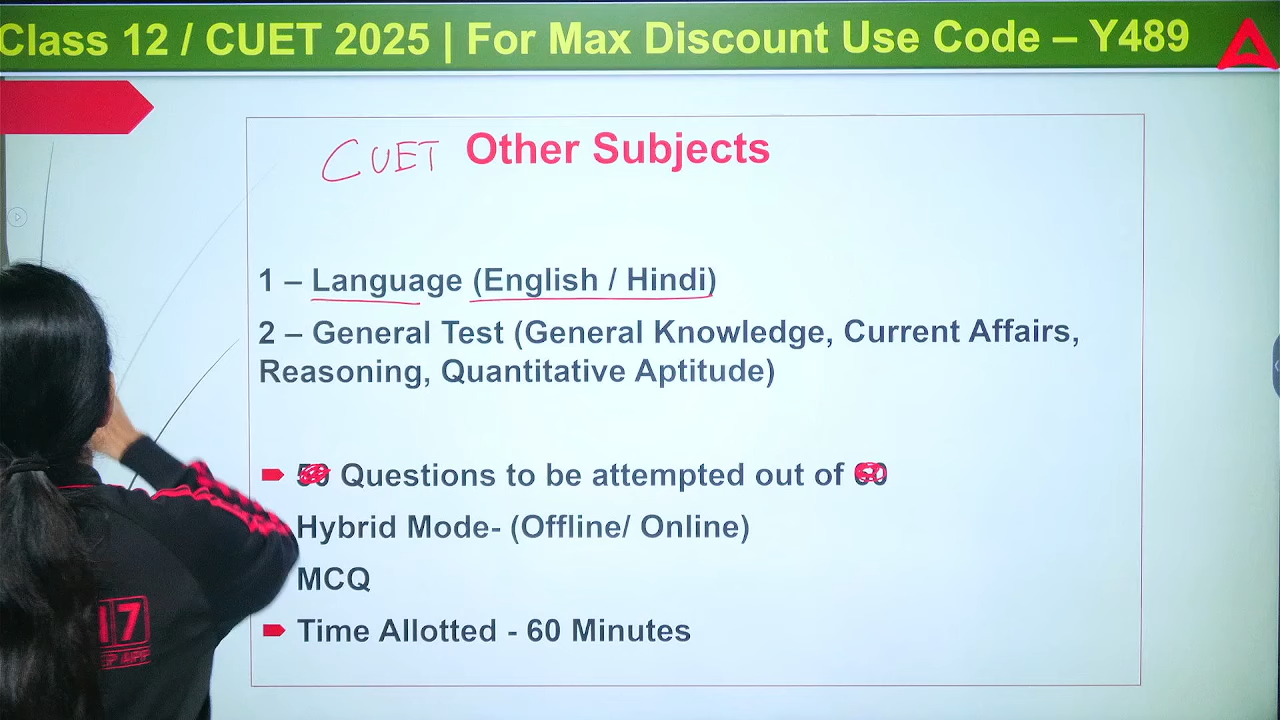 Class 12 / CUET 2025 | For Max Discount Use Code – Y489
CUET Other Subjects
1 – Language (English / Hindi)
2 – General Test (General Knowledge, Current Affairs,
Reasoning, Quantitative Aptitude)
Questions to be attempted out of
Hybrid Mode- (Offline/ Online)
MCQ
Time Allotted - 60 Minutes
17